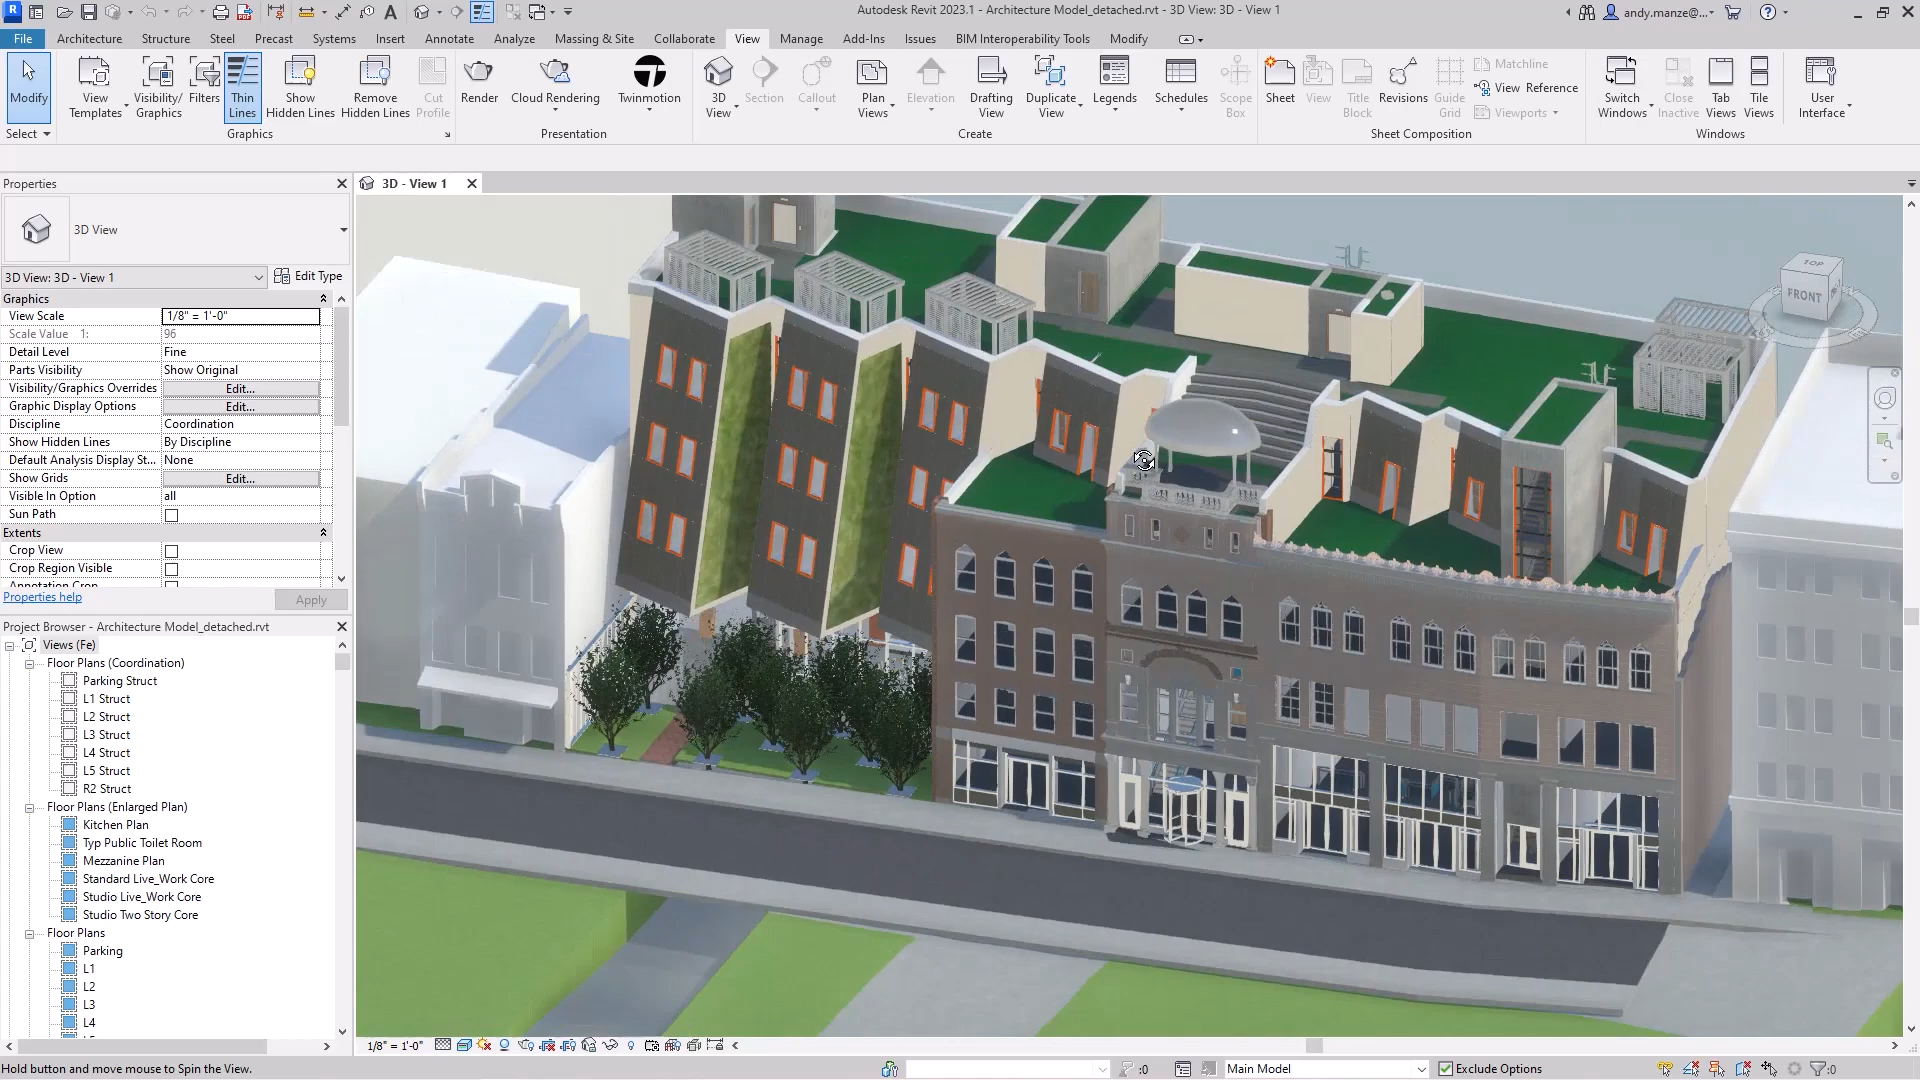 Autodesk Revit 2023.1 - Architecture Model_detached.rvt - 3D View: 3D - View 1
andy.manze@...
File Architecture Structure Steel Precast Systems Insert Annotate Analyze Massing & Site Collaborate View Manage Add-Ins Issues BIM Interoperability Tools Modify
Modify
View Templates
Visibility/ Graphics
Filters
Thin Lines
Show Hidden Lines
Remove Hidden Lines
Cut Profile
Render
Cloud Rendering
Twinmotion
3D View
Section
Callout
Plan Views
Elevation
Drafting View
Duplicate View
Legends
Schedules
Scope Box
Sheet
View
Title Block
Revisions
Guide Grid
Matchline
View Reference
Viewports
Switch Windows
Close Inactive
Tab Views
Tile Views
User Interface
Select
Graphics
Presentation
Create
Sheet Composition
Windows
Properties
3D View
3D View: 3D - View 1
Edit Type
Graphics
View Scale 1/8" = 1'-0"
Scale Value 1: 96
Detail Level Fine
Parts Visibility Show Original
Visibility/Graphics Overrides Edit...
Graphic Display Options Edit...
Discipline Coordination
Show Hidden Lines By Discipline
Default Analysis Display St... None
Show Grids Edit...
Visible In Option all
Sun Path
Extents
Crop View
Crop Region Visible
Annotation Crop
Properties help
Apply
Project Browser - Architecture Model_detached.rvt
Views (Fe)
Floor Plans (Coordination)
Parking Struct
L1 Struct
L2 Struct
L3 Struct
L4 Struct
L5 Struct
R2 Struct
Floor Plans (Enlarged Plan)
Kitchen Plan
Typ Public Toilet Room
Mezzanine Plan
Standard Live_Work Core
Studio Live_Work Core
Studio Two Story Core
Floor Plans
Parking
L1
L2
L3
L4
3D - View 1
TOP
FRONT
1/8" = 1'-0"
Hold button and move mouse to Spin the View.
:0
Main Model
Exclude Options
:0